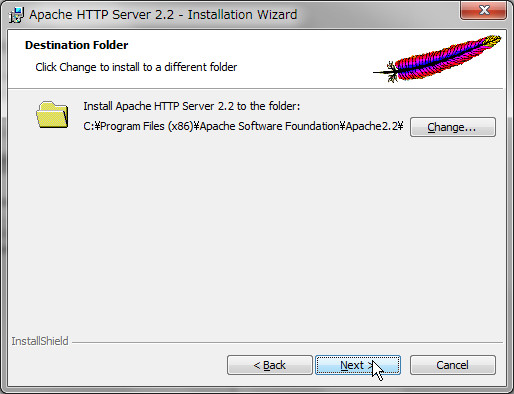 Apache HTTP Server 2.2 - Installation Wizard
Destination Folder
Click Change to install to a different folder
Install Apache HTTP Server 2.2 to the folder:
C:¥Program Files (x86)¥Apache Software Foundation¥Apache2.2¥
Change...
InstallShield
< Back
Next >
Cancel